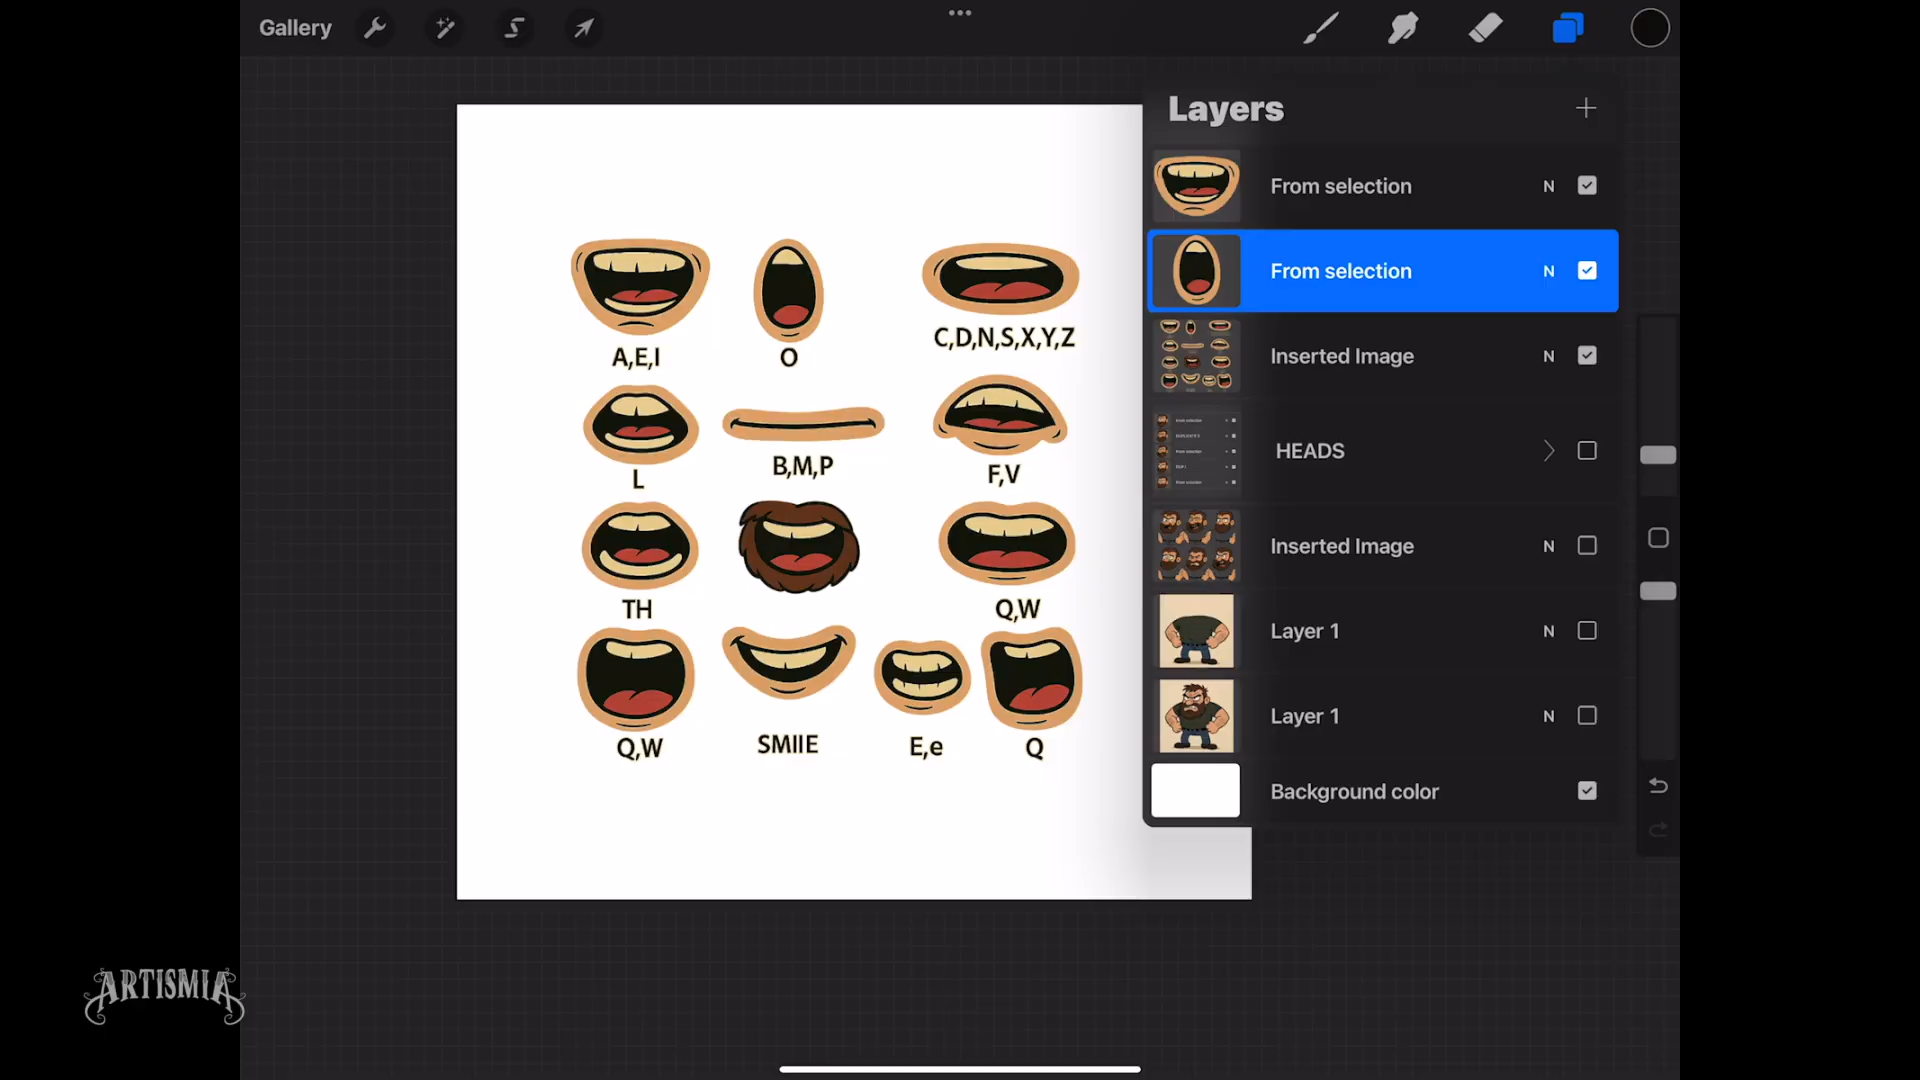 Gallery
Layers
From selection N
From selection N
Inserted Image N
HEADS
Inserted Image N
Layer 1 N
Layer 1 N
Background color
A,E,I
O
C,D,N,S,X,Y,Z
L
B,M,P
F,V
TH
Q,W
Q,W
SMIIE
E,e
Q
ARTISMIA